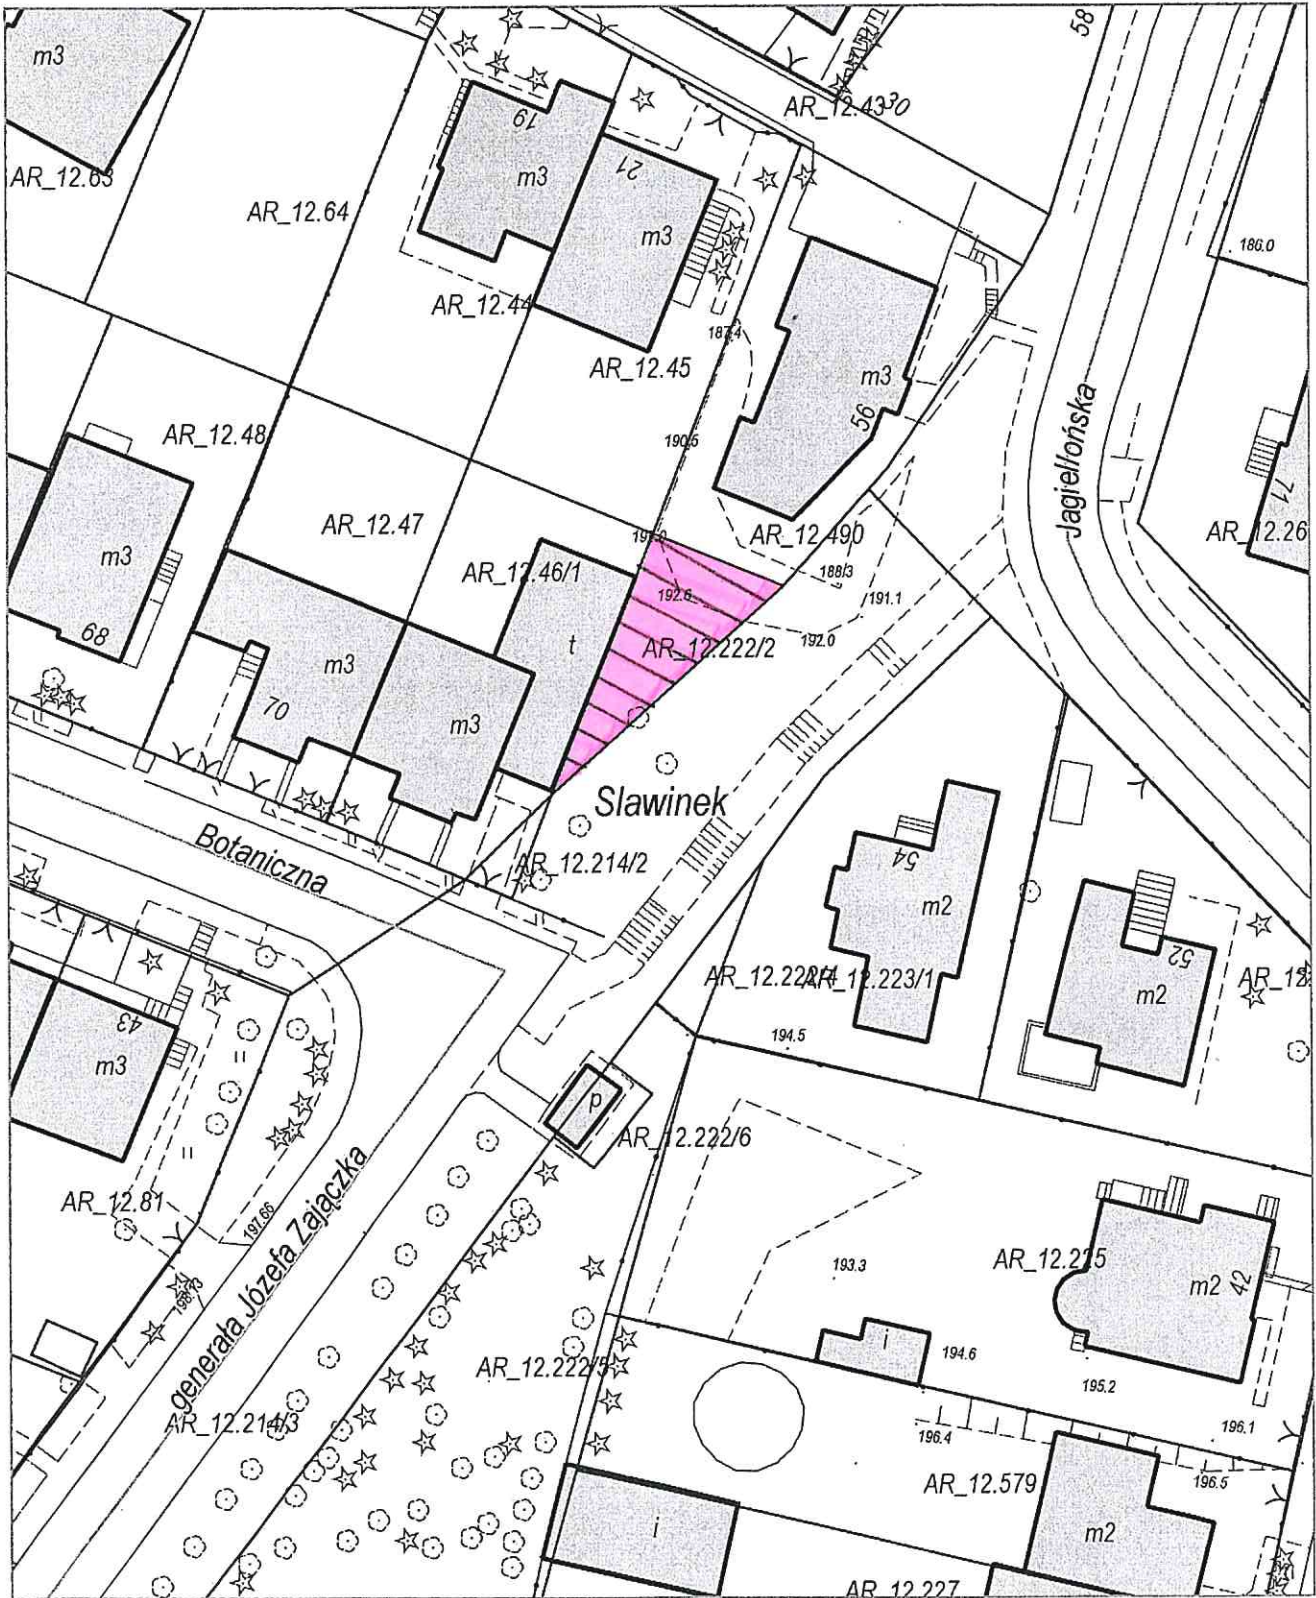 58
m3
AR_12.4330
19
AR_12.63
m3
21
AR_12.64
m3
186.0
AR_12.44
187.4
AR_12.45
m3
Jagiellońska
56
AR_12.48
190.5
71
AR_12.47
AR_12.490
AR_12.26
m3
AR_12.46/1
188/3
192.6
191.1
68
t
AR_12.222/2
192.0
m3
70
m3
Slawinek
Botaniczna
54
AR_12.214/2
m2
52
AR_12.223/1
m2
43
194.5
m3
p
AR_12.222/6
AR_12.81
197.66
generała Józefa Zajączka
AR_12.225
193.3
m2
42
i
194.6
AR_12.222/5
195.2
AR_12.214/3
196.1
196.4
AR_12.579
196.5
i
m2
AR_12.227